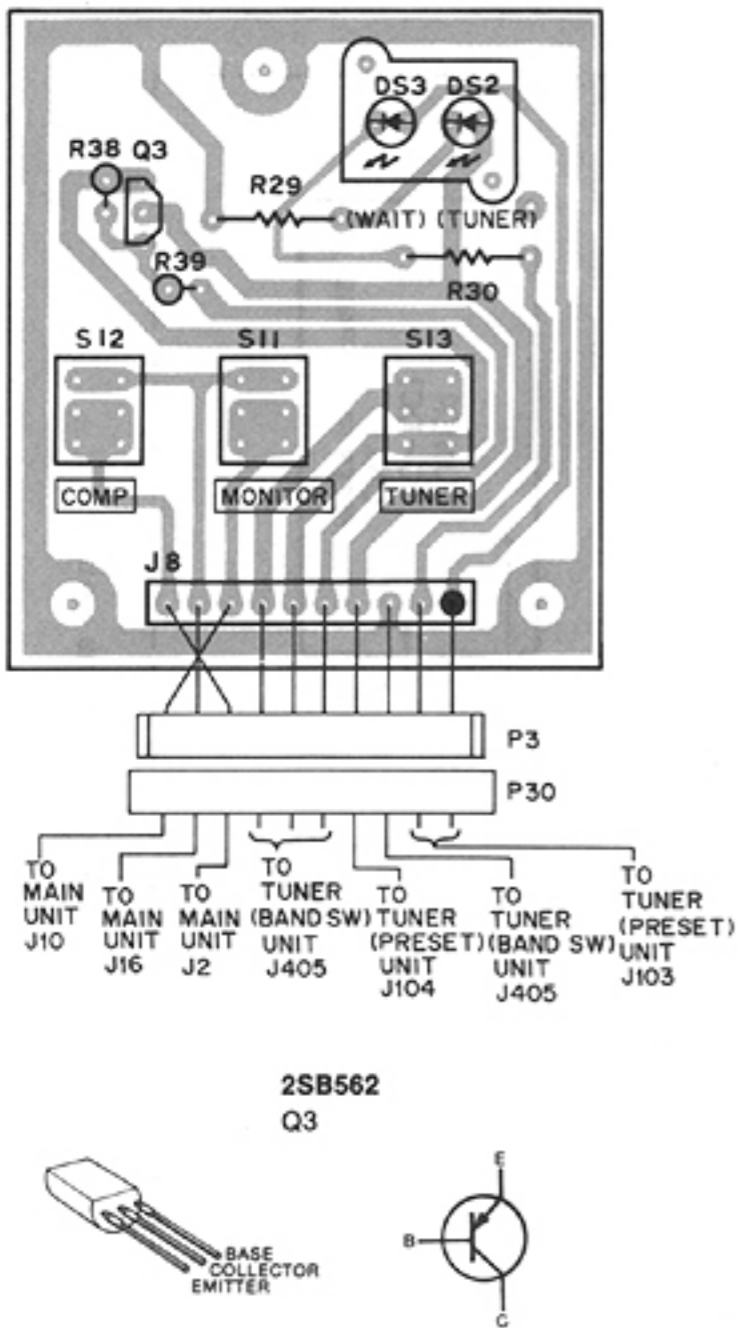 DS3 DS2
R38 Q3
R29
(WAIT) (TUNER)
R39
R30
S12 S11 S13
COMP MONITOR TUNER
J8
P3
P30
TO
MAIN
UNIT
J10
TO
MAIN
UNIT
J16
TO
MAIN
UNIT
J2
TO
TUNER
(BAND SW)
UNIT
J405
TO
TUNER
(PRESET)
UNIT
J104
TO
TUNER
(BAND SW)
UNIT
J405
TO
TUNER
(PRESET)
UNIT
J103
2SB562
Q3
BASE
COLLECTOR
EMITTER
E
B
C